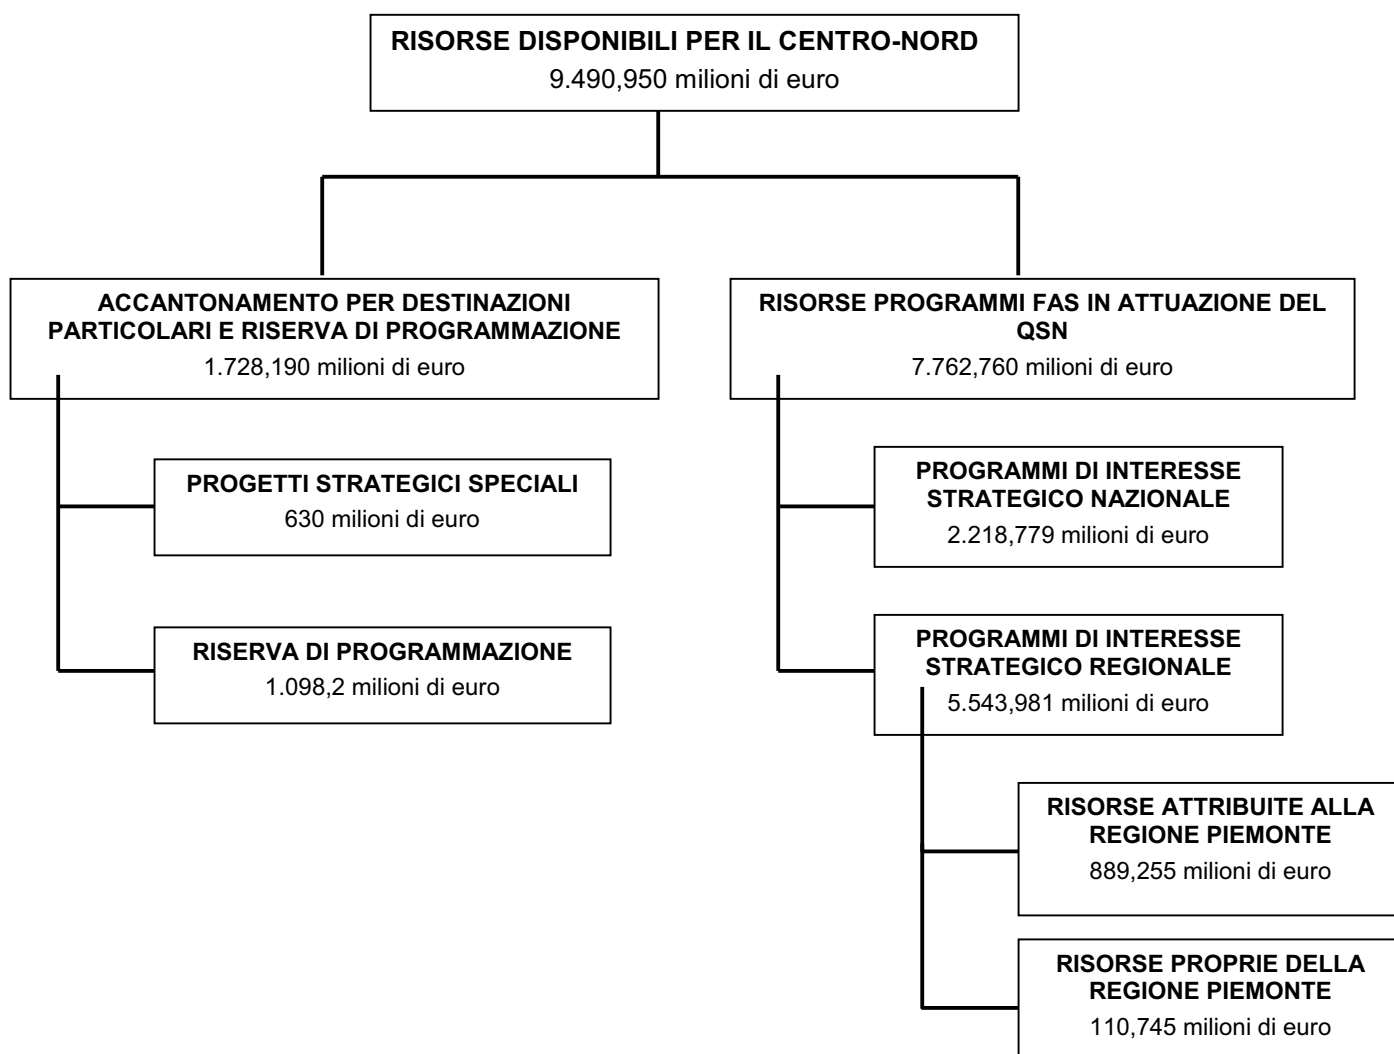 RISORSE DISPONIBILI PER IL CENTRO-NORD
9.490,950 milioni di euro
ACCANTONAMENTO PER DESTINAZIONI
PARTICOLARI E RISERVA DI PROGRAMMAZIONE
1.728,190 milioni di euro
PROGETTI STRATEGICI SPECIALI
630 milioni di euro
RISERVA DI PROGRAMMAZIONE
1.098,2 milioni di euro
RISORSE PROGRAMMI FAS IN ATTUAZIONE DEL
QSN
7.762,760 milioni di euro
PROGRAMMI DI INTERESSE
STRATEGICO NAZIONALE
2.218,779 milioni di euro
PROGRAMMI DI INTERESSE
STRATEGICO REGIONALE
5.543,981 milioni di euro
RISORSE ATTRIBUITE ALLA
REGIONE PIEMONTE
889,255 milioni di euro
RISORSE PROPRIE DELLA
REGIONE PIEMONTE
110,745 milioni di euro